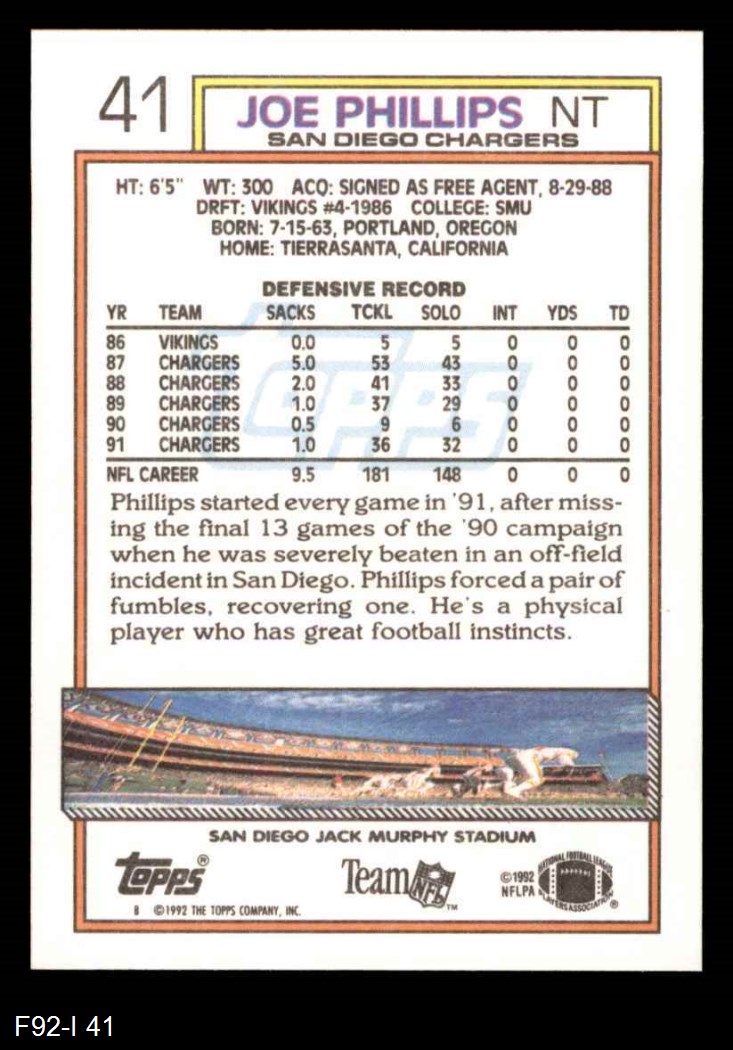 41
JOE PHILLIPS NT
SAN DIEGO CHARGERS
HT: 6'5" WT: 300 ACQ: SIGNED AS FREE AGENT, 8-29-88
DRFT: VIKINGS #4-1986 COLLEGE: SMU
BORN: 7-15-63, PORTLAND, OREGON
HOME: TIERRASANTA, CALIFORNIA
DEFENSIVE RECORD
YR TEAM SACKS TCKL SOLO INT YDS TD
86 VIKINGS 0.0 5 5 0 0 0
87 CHARGERS 5.0 53 43 0 0 0
88 CHARGERS 2.0 41 33 0 0 0
89 CHARGERS 1.0 37 29 0 0 0
90 CHARGERS 0.5 9 6 0 0 0
91 CHARGERS 1.0 36 32 0 0 0
NFL CAREER 9.5 181 148 0 0 0
TOPPS
Phillips started every game in '91, after miss-
ing the final 13 games of the '90 campaign
when he was severely beaten in an off-field
incident in San Diego. Phillips forced a pair of
fumbles, recovering one. He's a physical
player who has great football instincts.
SAN DIEGO JACK MURPHY STADIUM
TOPPS®
Team NFL™
©1992
NFLPA
NATIONAL FOOTBALL LEAGUE
PLAYERS ASSOCIATION
®
B ©1992 THE TOPPS COMPANY, INC.
F92-I 41